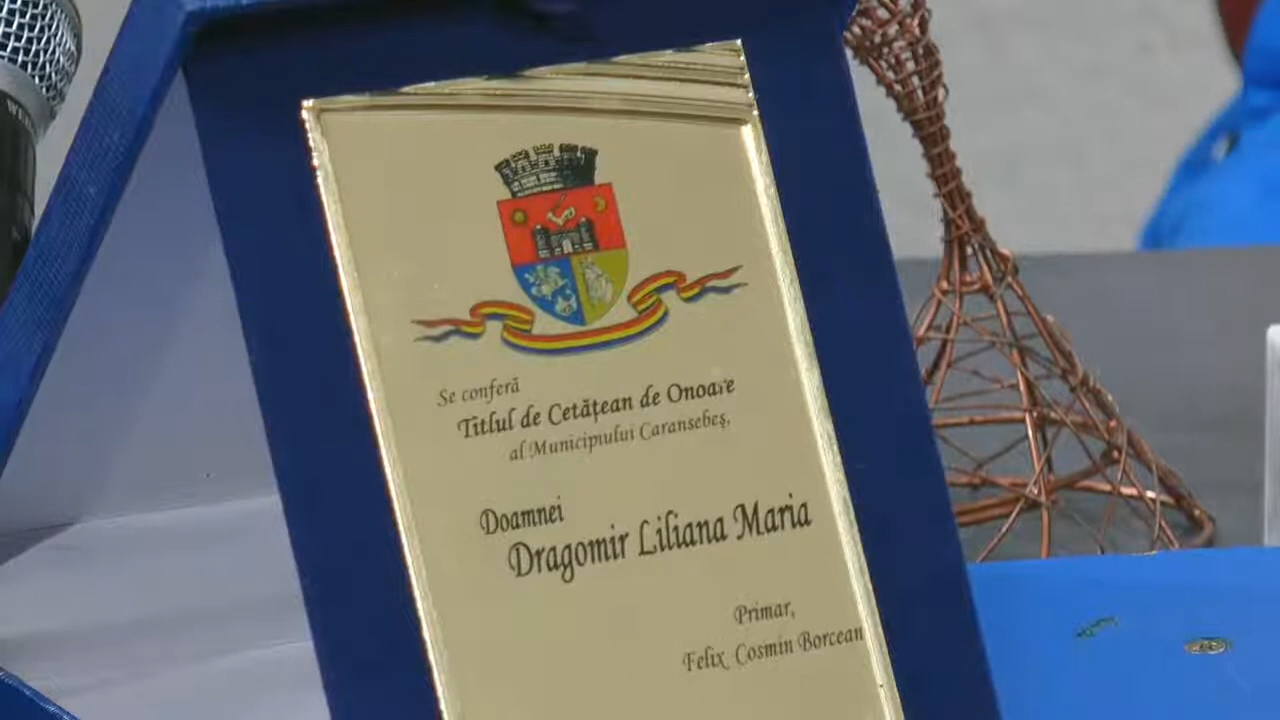 Se conferă
Titlul de Cetățean de Onoare
al Municipiului Caransebeș,
Doamnei
Dragomir Liliana Maria
Primar,
Felix Cosmin Borcean